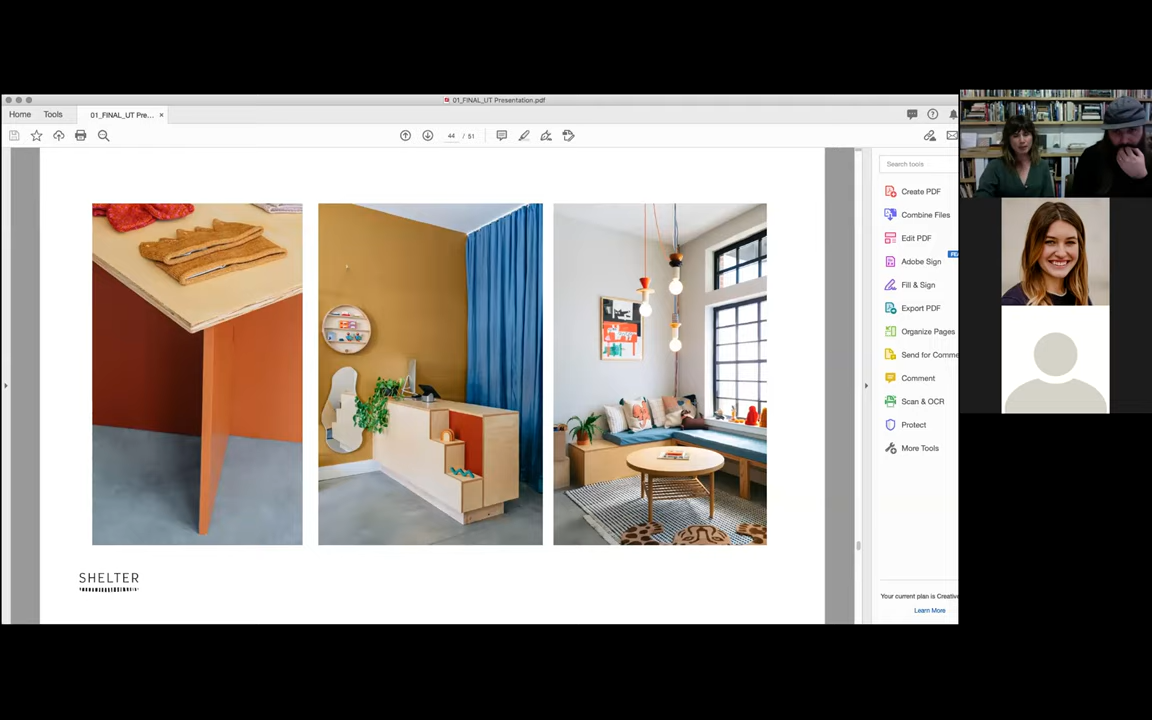 01_FINAL_UT Presentation.pdf
Home
Tools
01_FINAL_UT Pre...
44 / 51
Search tools
Create PDF
Combine Files
Edit PDF
Adobe Sign
Fill & Sign
Export PDF
Organize Pages
Send for Comme
Comment
Scan & OCR
Protect
More Tools
SHELTER
Your current plan is Creative
Learn More